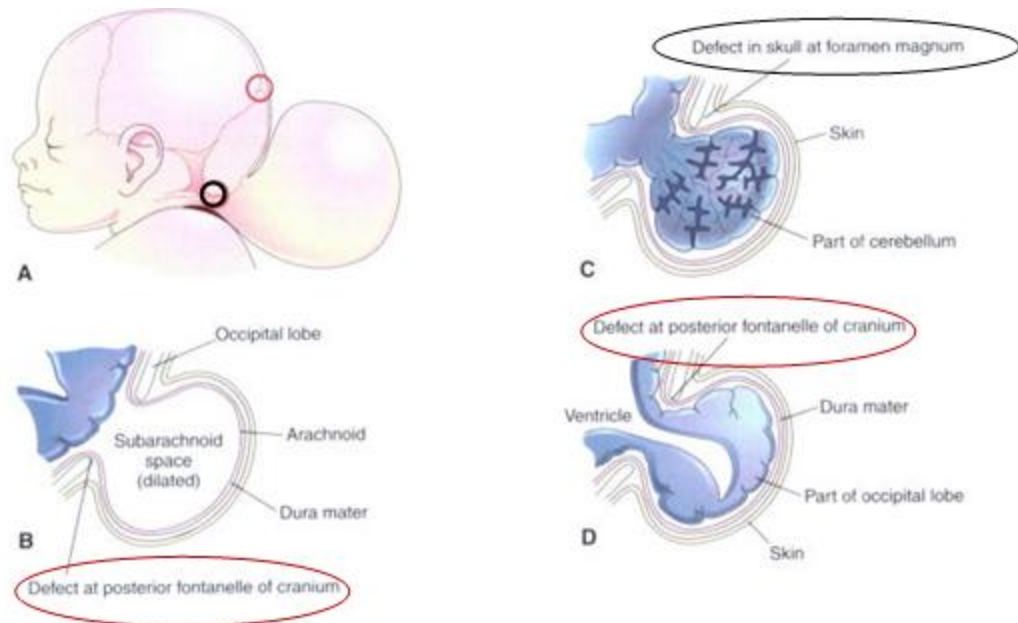 A
Occipital lobe
Subarachnoid
space
(dilated)
Arachnoid
Dura mater
B
Defect at posterior fontanelle of cranium
Defect in skull at foramen magnum
Skin
Part of cerebellum
C
Defect at posterior fontanelle of cranium
Ventricle
Dura mater
Part of occipital lobe
D
Skin